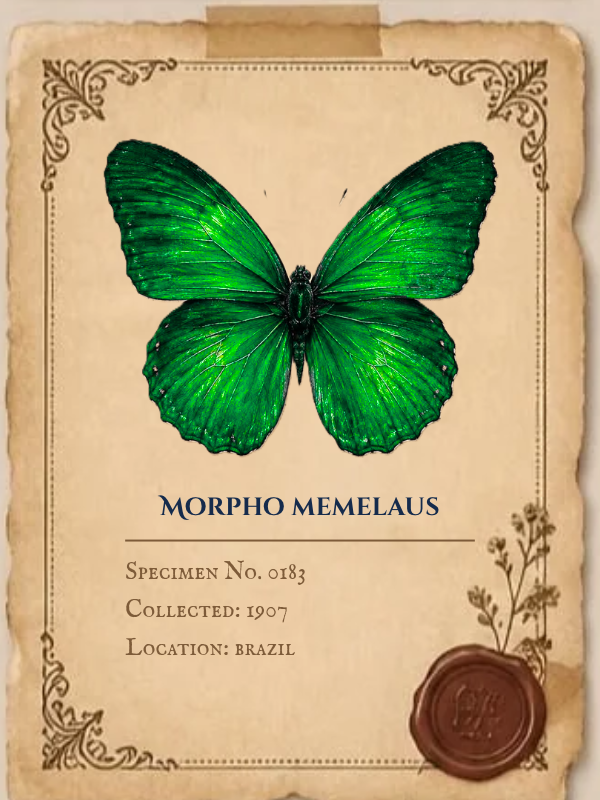 Morpho memelaus
Specimen No. 0183
Collected: 1907
Location: brazil